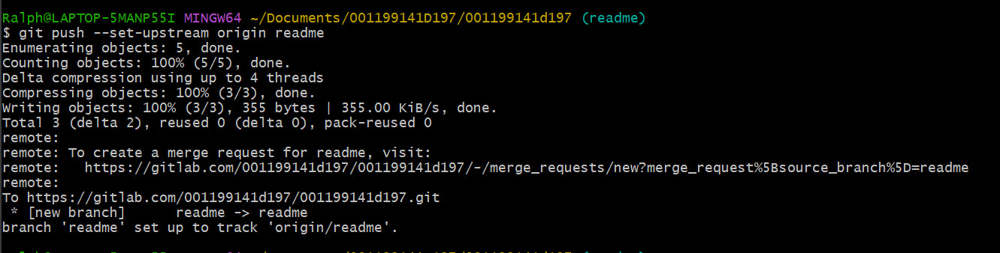 Ralph@LAPTOP-5MANP55I MINGW64 ~/Documents/001199141D197/001199141d197 (readme)
$ git push --set-upstream origin readme
Enumerating objects: 5, done.
Counting objects: 100% (5/5), done.
Delta compression using up to 4 threads
Compressing objects: 100% (3/3), done.
Writing objects: 100% (3/3), 355 bytes | 355.00 KiB/s, done.
Total 3 (delta 2), reused 0 (delta 0), pack-reused 0
remote:
remote: To create a merge request for readme, visit:
remote:   https://gitlab.com/001199141d197/001199141d197/-/merge_requests/new?merge_request%5Bsource_branch%5D=readme
remote:
To https://gitlab.com/001199141d197/001199141d197.git
 * [new branch]      readme -> readme
branch 'readme' set up to track 'origin/readme'.